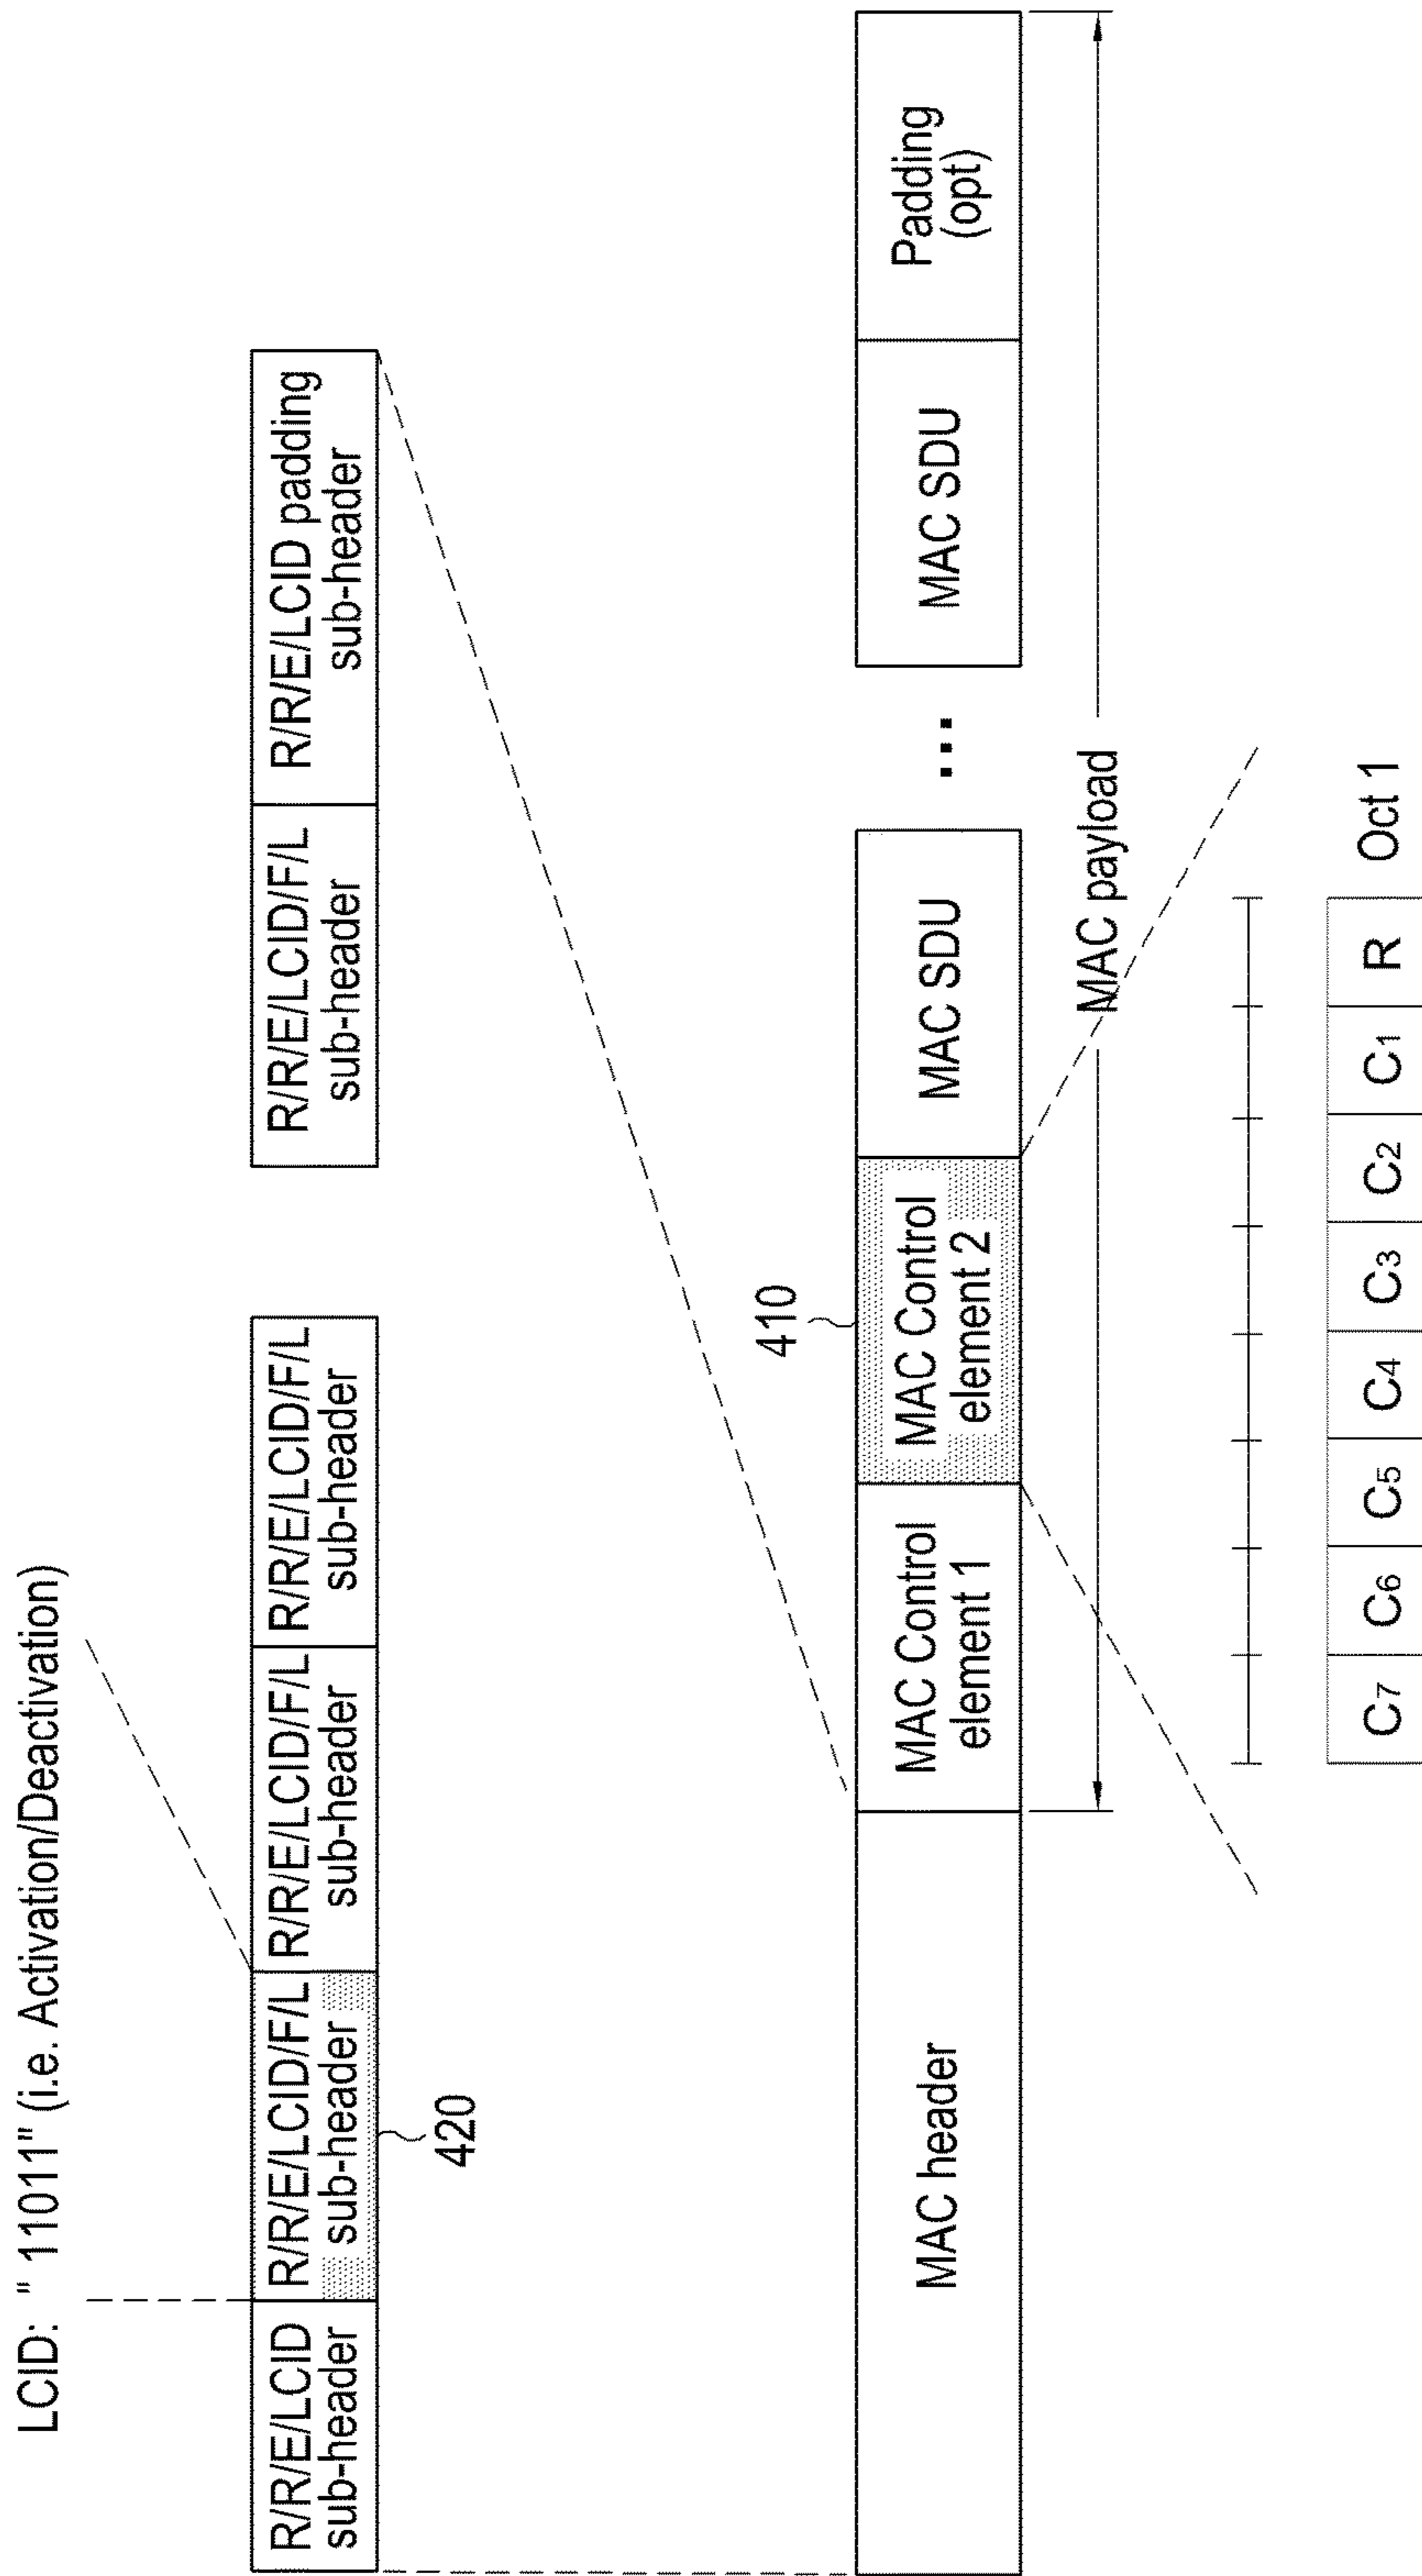 LCID: " 11011" (i.e. Activation/Deactivation)
R/R/E/LCID
sub-header
R/R/E/LCID/F/L
sub-header
R/R/E/LCID/F/L
sub-header
R/R/E/LCID/F/L
sub-header
R/R/E/LCID/F/L
sub-header
R/R/E/LCID padding
sub-header
420
410
MAC header
MAC Control
element 1
MAC Control
element 2
MAC SDU
...
MAC SDU
Padding
(opt)
MAC payload
C7
C6
C5
C4
C3
C2
C1
R
Oct 1